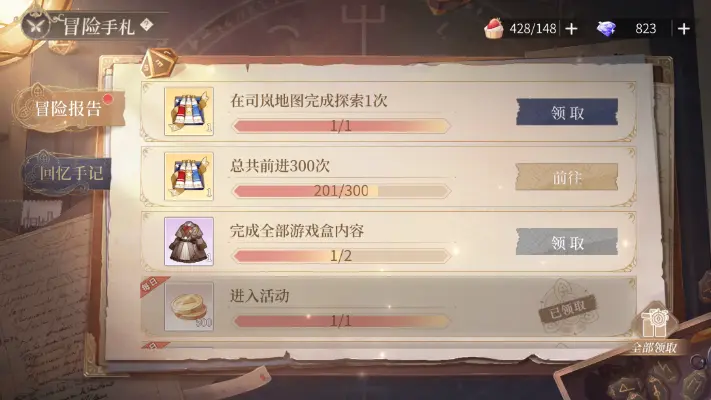 冒险手札
428/148
823
冒险报告
回忆手记
在司岚地图完成探索1次
1/1
1
领取
总共前进300次
201/300
1
前往
完成全部游戏盒内容
1/2
领取
每日
进入活动
1/1
500
已领取
全部领取